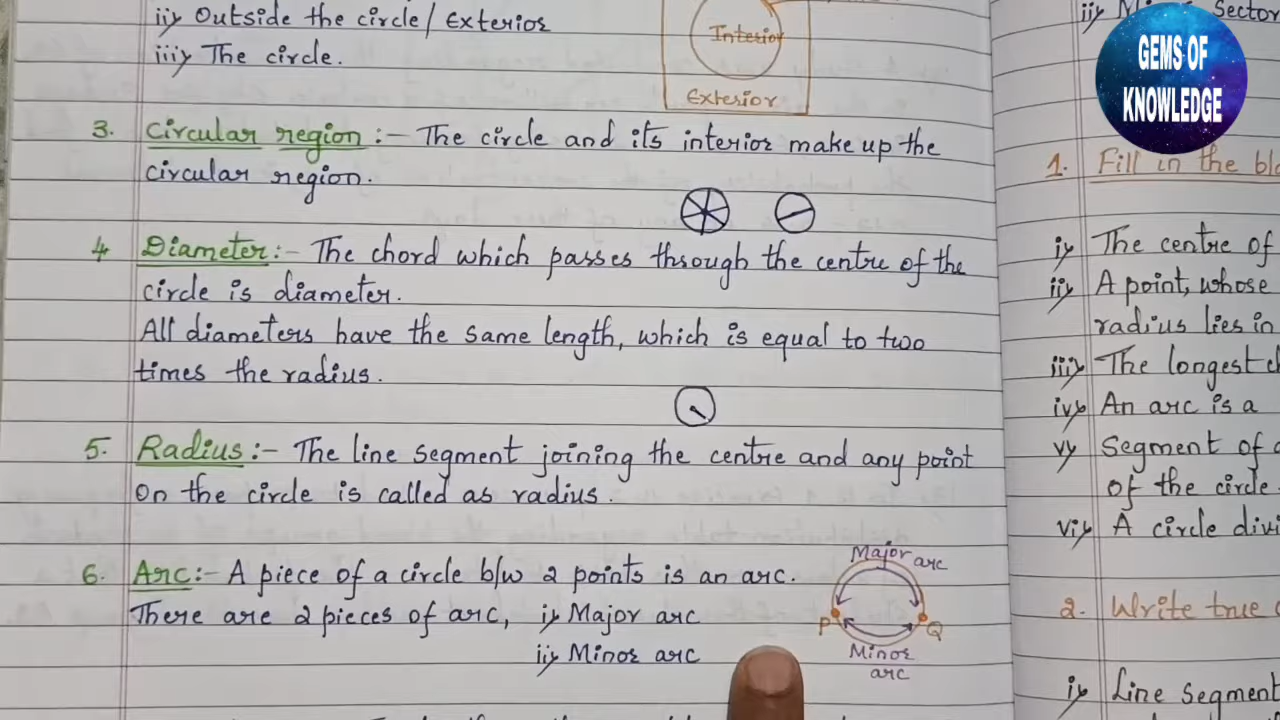 ii) Outside the circle/Exterior
iii) The circle.
Interior
Exterior
3. Circular region :- The circle and its interior make up the
circular region.
4 Diameter:- The chord which passes through the centre of the
circle is diameter.
All diameters have the same length, which is equal to two
times the radius.
5. Radius:- The line segment joining the centre and any point
on the circle is called as radius.
6. Arc:- A piece of a circle b/w 2 points is an arc.
There are 2 pieces of arc, i) Major arc
ii) Minor arc
Major arc
P Q
Minor
arc
ii) Sector
GEMS OF
KNOWLEDGE
1. Fill in the
i) The centre of
ii) A point, whose
radius lies in
iii) The longest
iv) An arc is a
v) Segment of
of the circle.
vi) A circle
2. Write true
i) Line segment